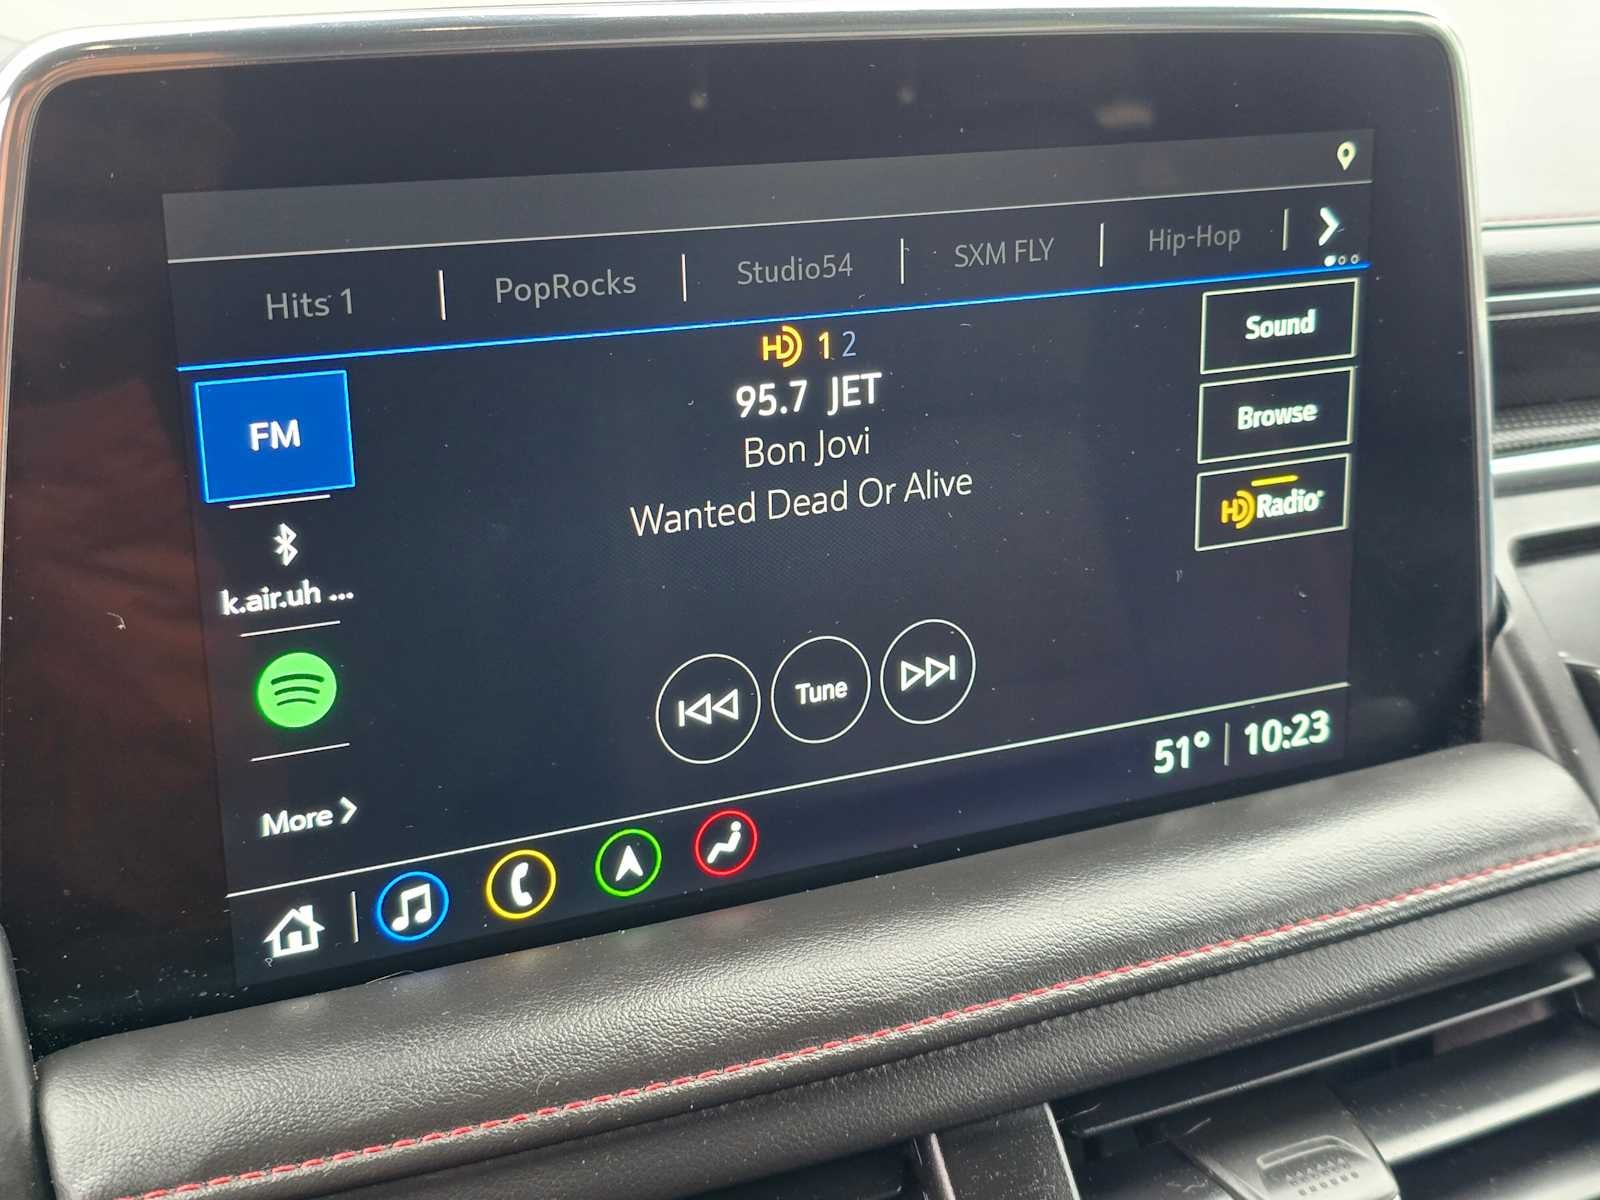 Hits 1 PopRocks Studio54 SXM FLY Hip-Hop
HD 1 2
95.7 JET
Bon Jovi
Wanted Dead Or Alive
Sound
Browse
HD Radio
FM
k.air.uh ...
More
Tune
51° 10:23